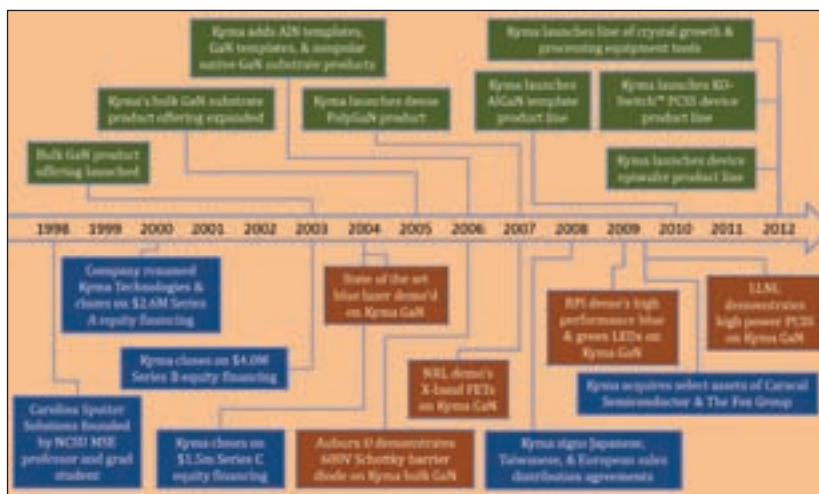 Kyma adds AlN templates,
GaN templates, & nonpolar
native GaN substrate products
Kyma launches line of crystal growth &
processing equipment tools
Kyma's bulk GaN substrate
product offering expanded
Kyma launches dense
PolyGaN product
Kyma launches
AlGaN template
product line
Kyma launches KO-
Switch™ PCSS device
product line
Bulk GaN product
offering launched
Kyma launches device
epiwafer product line
1998 1999 2000 2001 2002 2003 2004 2005 2006 2007 2008 2009 2010 2011 2012
Company renamed
Kyma Technologies &
closes on $2.6M Series
A equity financing
State of the art
blue laser demo'd
on Kyma GaN
RPI demo's high
performance blue
& green LEDs on
Kyma GaN
LLNL
demonstrates
high power PCSS
on Kyma GaN
Kyma closes on $4.0M
Series B equity financing
NRL demo's
X-band FETs
on Kyma GaN
Kyma acquires select assets of Caracal
Semiconductor & The Fox Group
Carolina Sputter
Solutions founded
by NCSU MSE
professor and grad
student
Kyma closes on
$1.5m Series C
equity financing
Auburn U demonstrates
600V Schottky barrier
diode on Kyma bulk GaN
Kyma signs Japanese,
Taiwanese, & European sales
distribution agreements